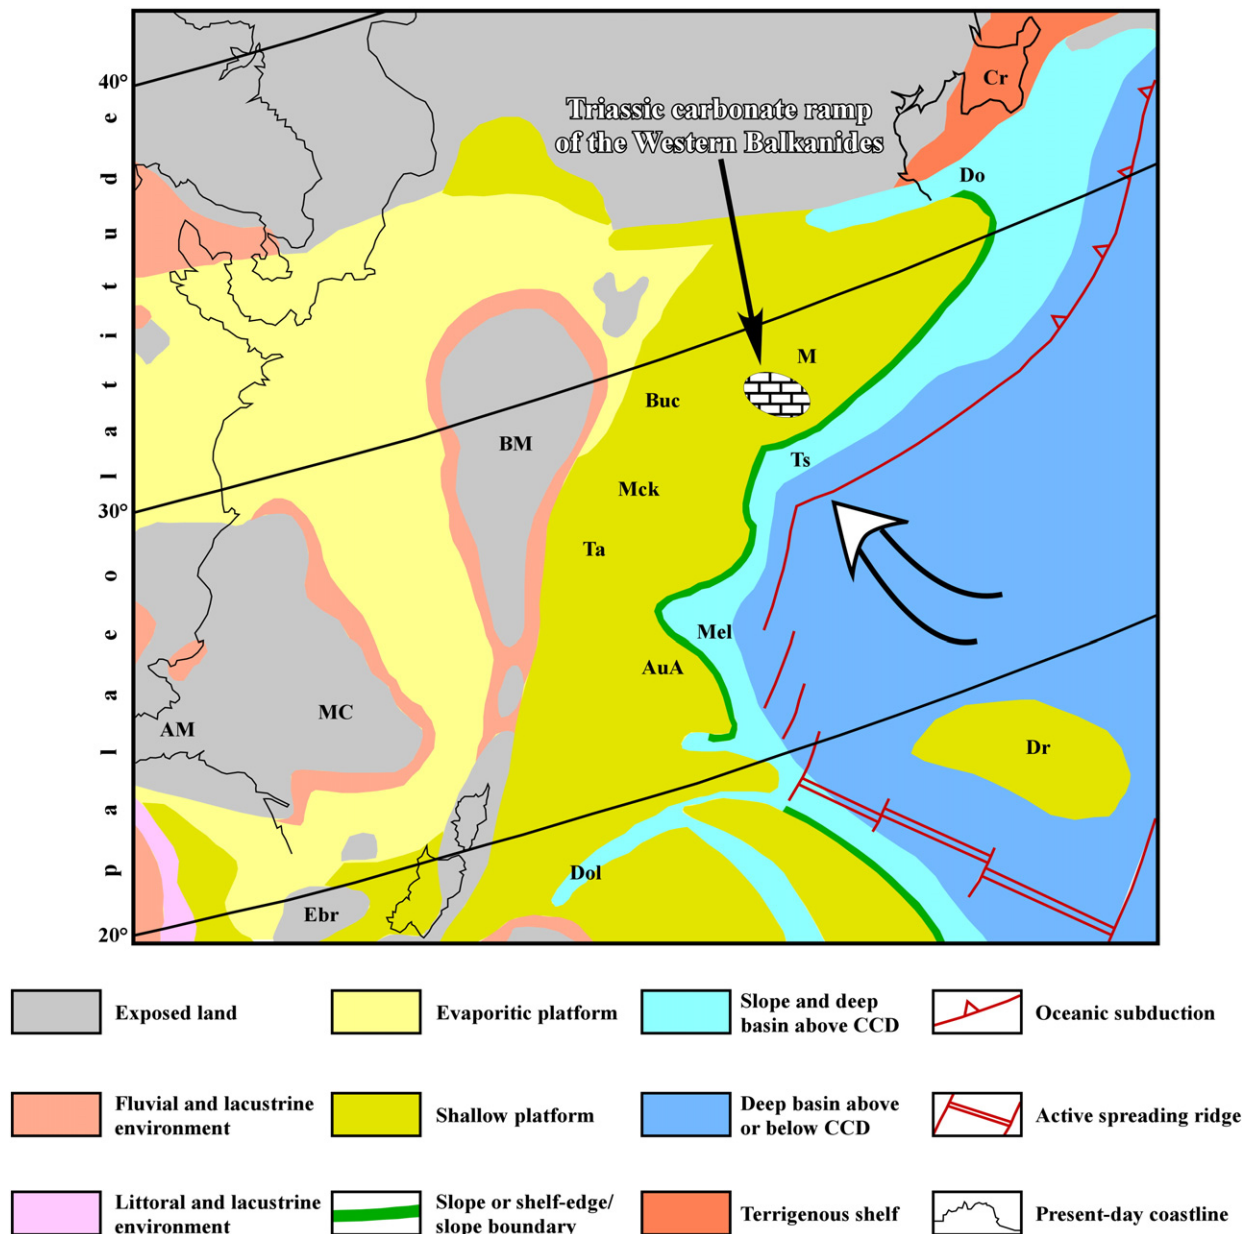 40°
30°
20°
paleolatitude
Triassic carbonate ramp
of the Western Balkanides
Cr
Do
M
Buc
BM
Ts
Mck
Ta
Mel
AuA
MC
AM
Dr
Dol
Ebr
Exposed land
Evaporitic platform
Slope and deep
basin above CCD
Oceanic subduction
Fluvial and lacustrine
environment
Shallow platform
Deep basin above
or below CCD
Active spreading ridge
Littoral and lacustrine
environment
Slope or shelf-edge/
slope boundary
Terrigenous shelf
Present-day coastline